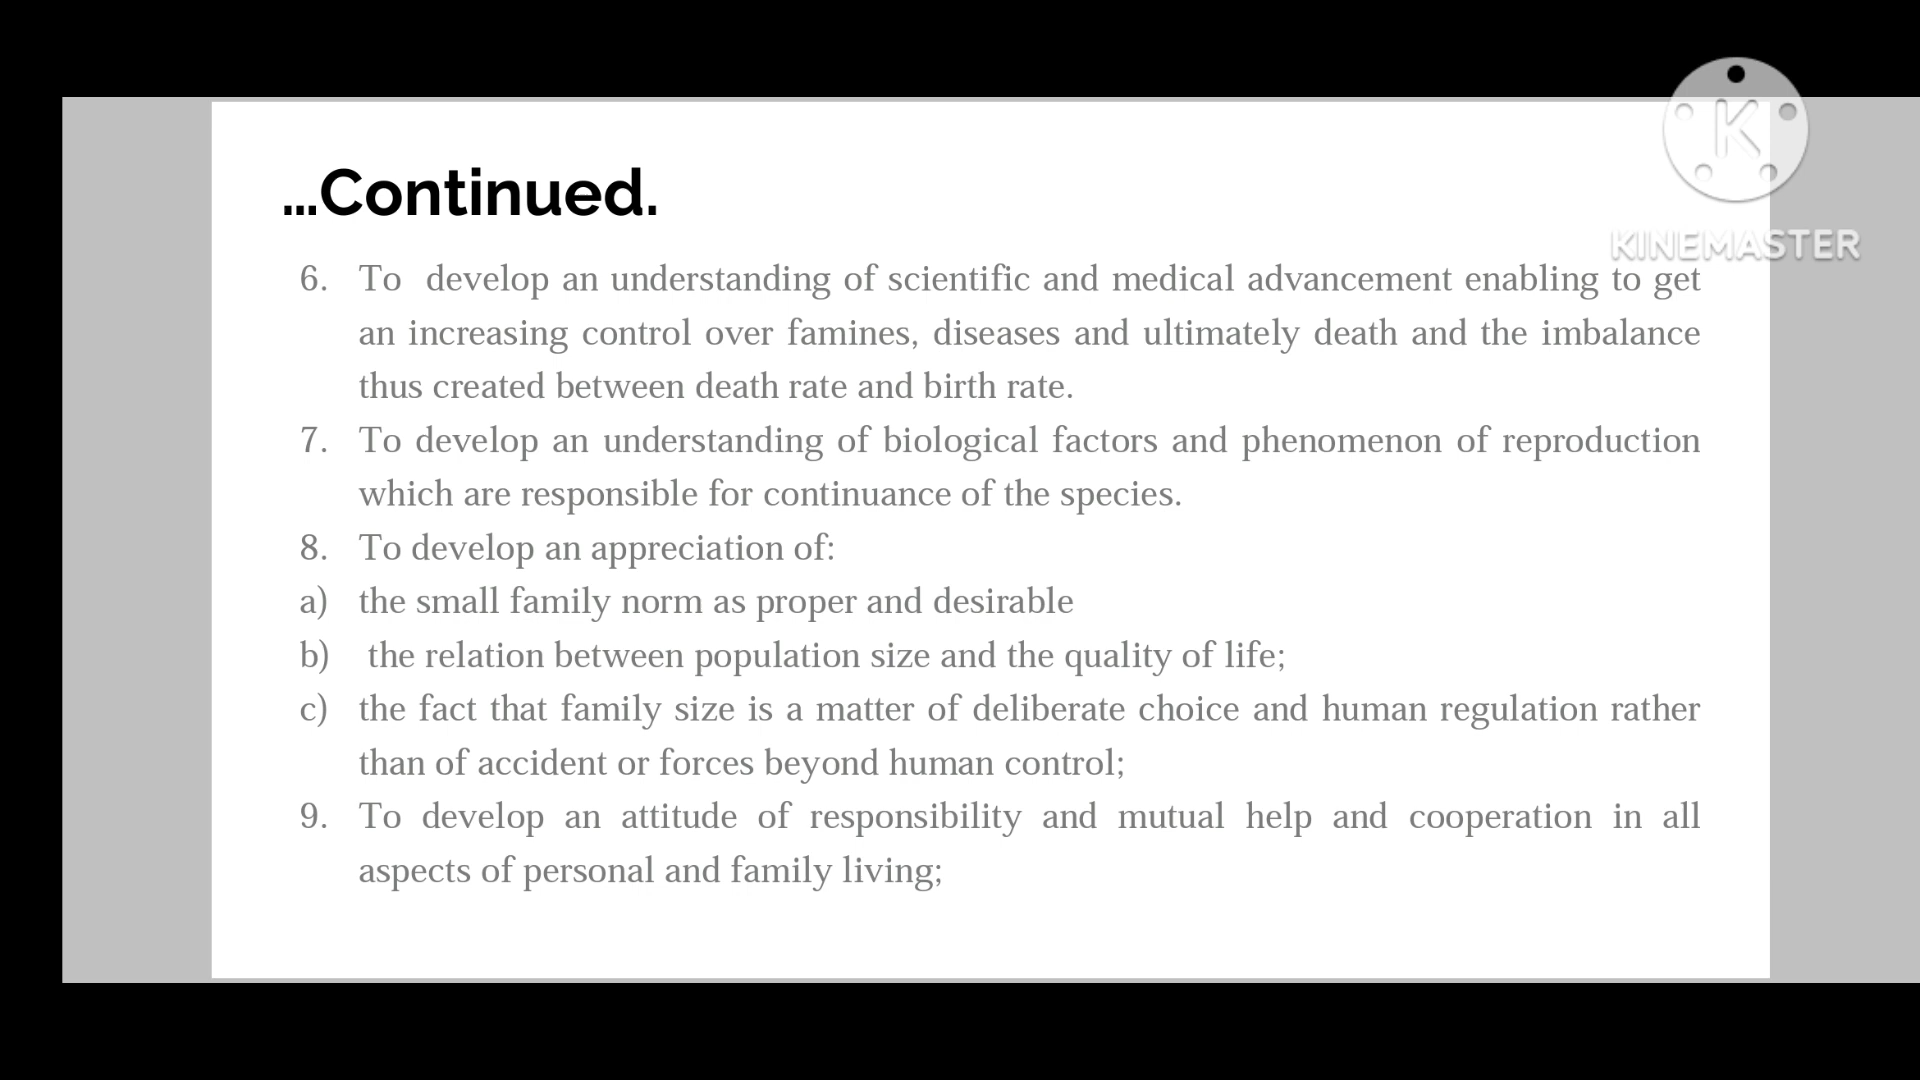 ...Continued.
K
KINEMASTER
6. To develop an understanding of scientific and medical advancement enabling to get
an increasing control over famines, diseases and ultimately death and the imbalance
thus created between death rate and birth rate.
7. To develop an understanding of biological factors and phenomenon of reproduction
which are responsible for continuance of the species.
8. To develop an appreciation of:
a) the small family norm as proper and desirable
b) the relation between population size and the quality of life;
c) the fact that family size is a matter of deliberate choice and human regulation rather
than of accident or forces beyond human control;
9. To develop an attitude of responsibility and mutual help and cooperation in all
aspects of personal and family living;